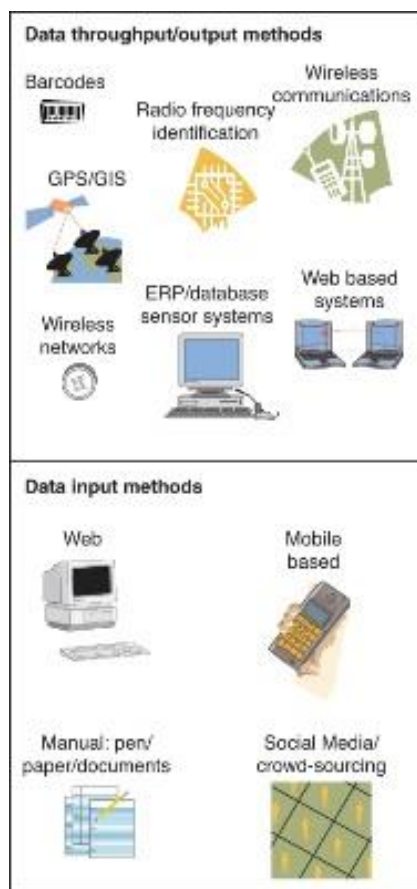 Data throughput/output methods
Barcodes
Radio frequency
identification
Wireless
communications
GPS/GIS
ERP/database
sensor systems
Web based
systems
Wireless
networks
Data input methods
Web
Mobile
based
Manual: pen/
paper/documents
Social Media/
crowd-sourcing